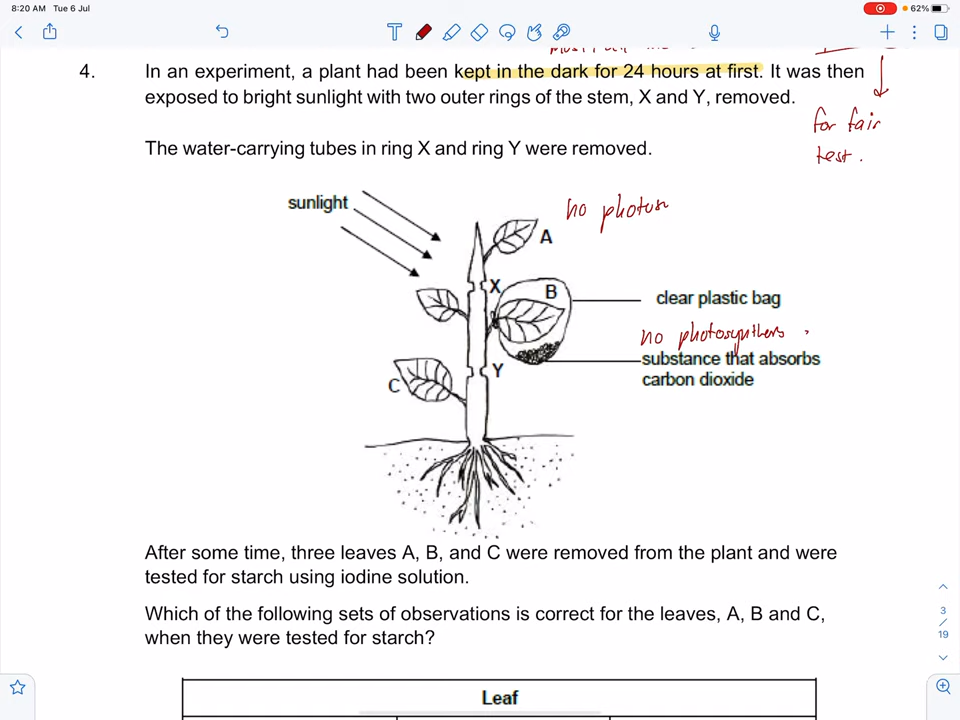 8:20 AM Tue 6 Jul
62%
4. In an experiment, a plant had been kept in the dark for 24 hours at first. It was then
exposed to bright sunlight with two outer rings of the stem, X and Y, removed.
for fair
test.
The water-carrying tubes in ring X and ring Y were removed.
sunlight
no photos
A
X
B
clear plastic bag
no photosynthesis
substance that absorbs
carbon dioxide
Y
C
After some time, three leaves A, B, and C were removed from the plant and were
tested for starch using iodine solution.
Which of the following sets of observations is correct for the leaves, A, B and C,
when they were tested for starch?
3
/
19
Leaf